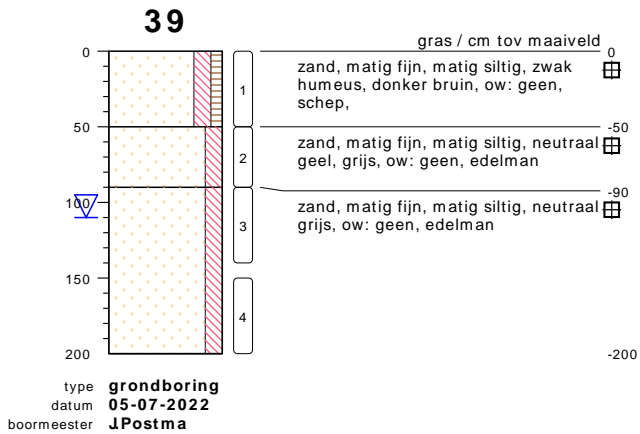 39
gras / cm tov maaiveld
0
0
zand, matig fijn, matig siltig, zwak
humeus, donker bruin, ow: geen,
schep,
1
50
-50
zand, matig fijn, matig siltig, neutraal
geel, grijs, ow: geen, edelman
2
-90
100
zand, matig fijn, matig siltig, neutraal
grijs, ow: geen, edelman
3
150
4
200
-200
type grondboring
datum 05-07-2022
boormeester J.Postma